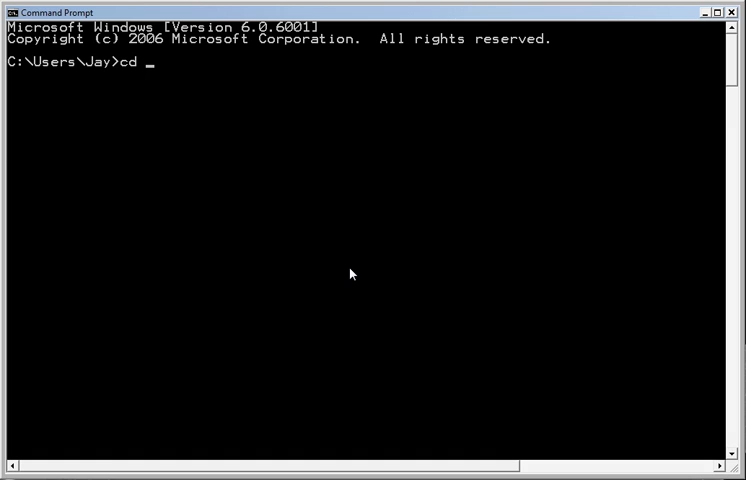 Command Prompt
Microsoft Windows [Version 6.0.6001]
Copyright (c) 2006 Microsoft Corporation.  All rights reserved.
C:\Users\Jay>cd _